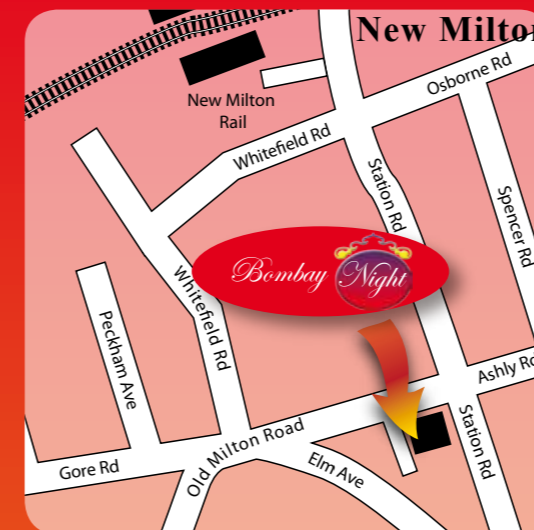 New Milton
New Milton
Rail
Osborne Rd
Whitefield Rd
Station Rd
Spencer Rd
Bombay Night
Whitefield Rd
Peckham Ave
Ashly Rd
Old Milton Road
Station Rd
Gore Rd
Elm Ave